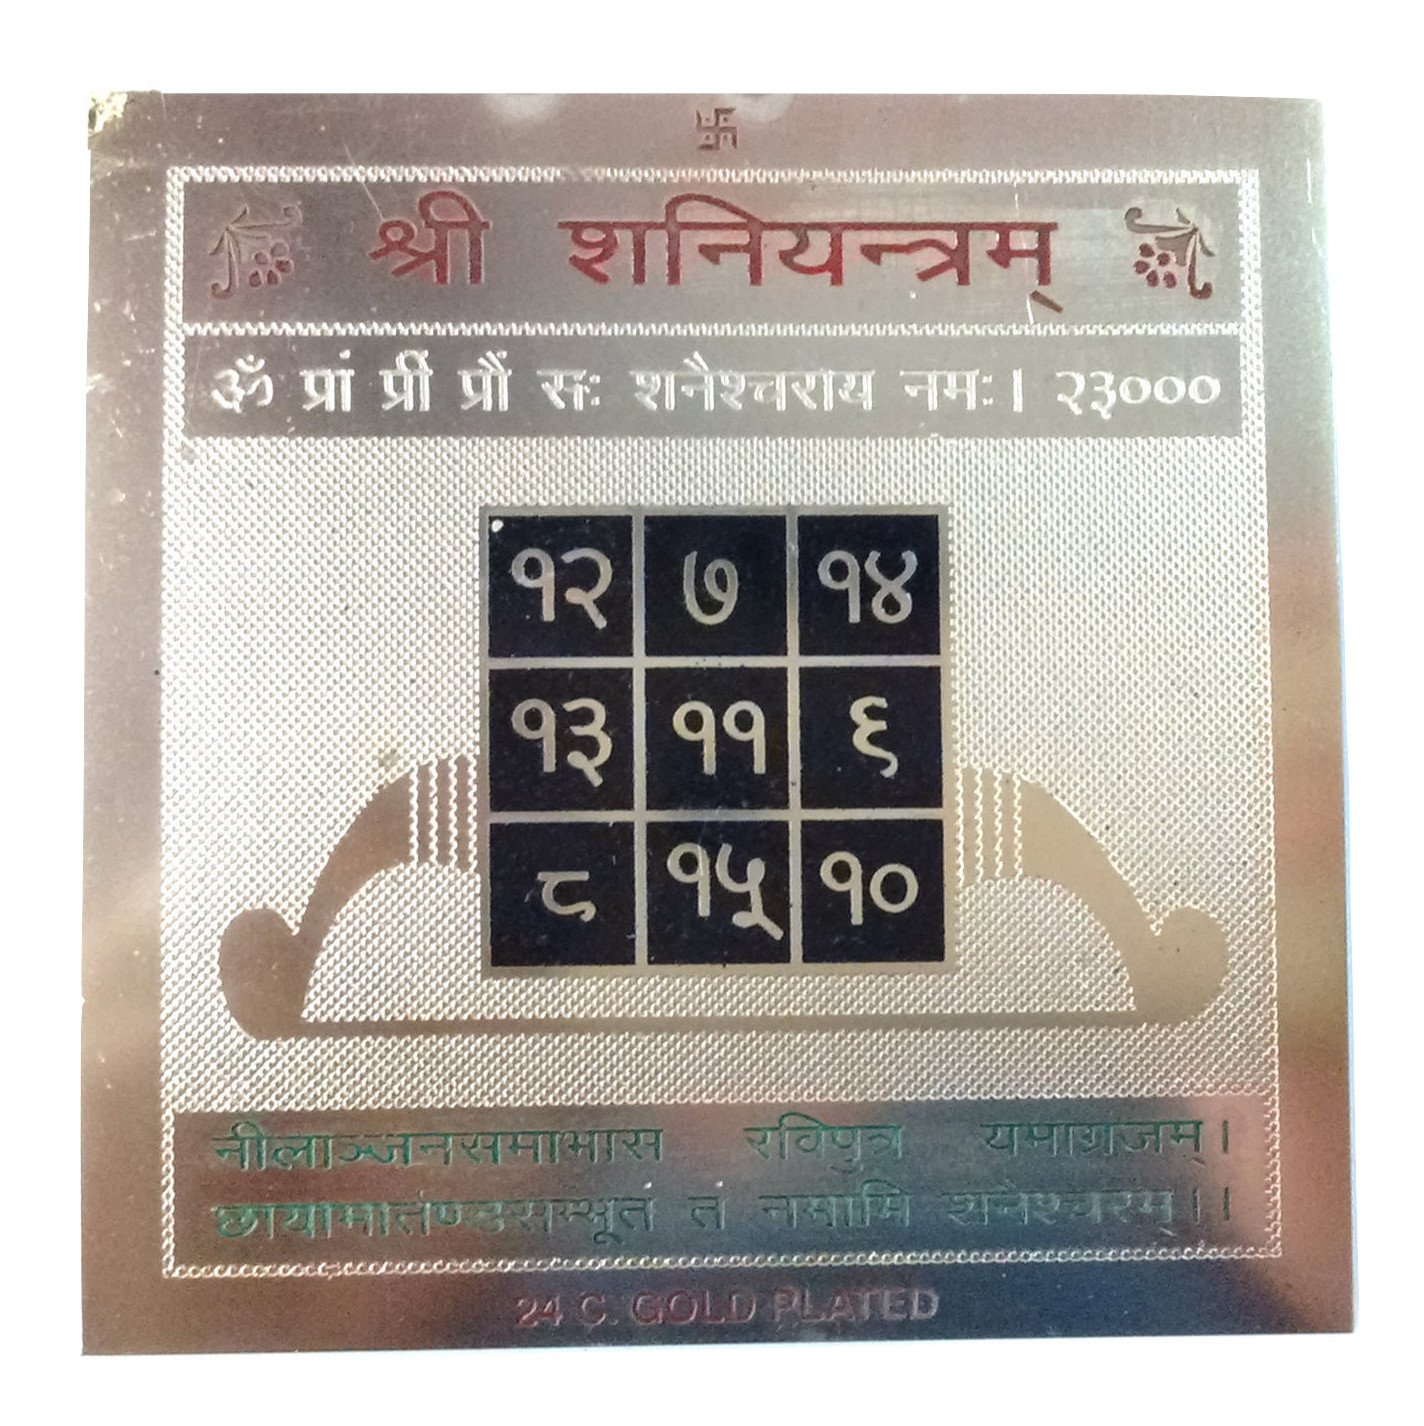 श्री शनियन्त्रम्
ॐ प्रां प्रीं प्रौं सः शनैश्चराय नमः। २३०००
१२ ७ १४
१३ ११ ६
८ १५ १०
नीलाञ्जनसमाभास रविपुत्र यमाग्रजम्।
छायामार्तण्डसम्भूतं तं नमामि शनैश्चरम्।।
24 C. GOLD PLATED